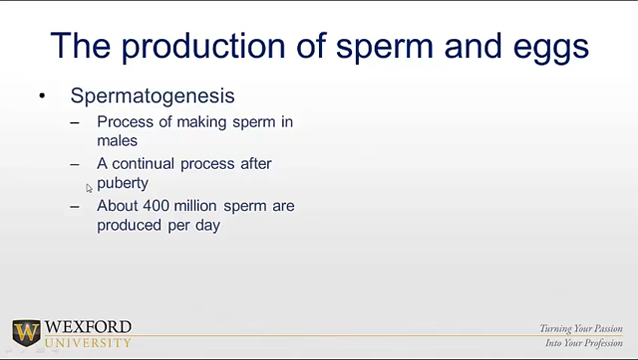 The production of sperm and eggs
• Spermatogenesis
– Process of making sperm in
males
– A continual process after
puberty
– About 400 million sperm are
produced per day
W WEXFORD
UNIVERSITY
Turning Your Passion
Into Your Profession